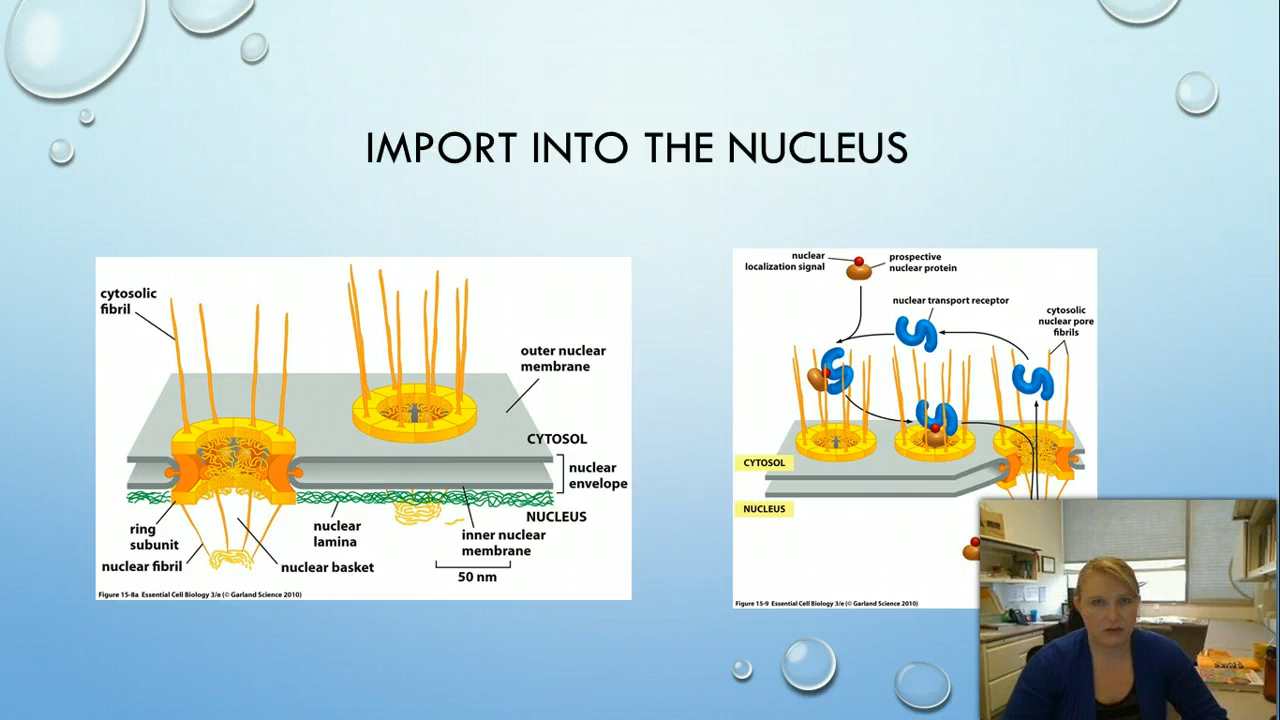 IMPORT INTO THE NUCLEUS
cytosolic
fibril
outer nuclear
membrane
CYTOSOL
nuclear
envelope
NUCLEUS
ring
subunit
nuclear
lamina
inner nuclear
membrane
nuclear fibril
nuclear basket
50 nm
Figure 15-8a Essential Cell Biology 3/e (© Garland Science 2010)
nuclear
localization signal
prospective
nuclear protein
nuclear transport receptor
cytosolic
nuclear pore
fibrils
CYTOSOL
NUCLEUS
Figure 15-9 Essential Cell Biology 3/e (© Garland Science 2010)